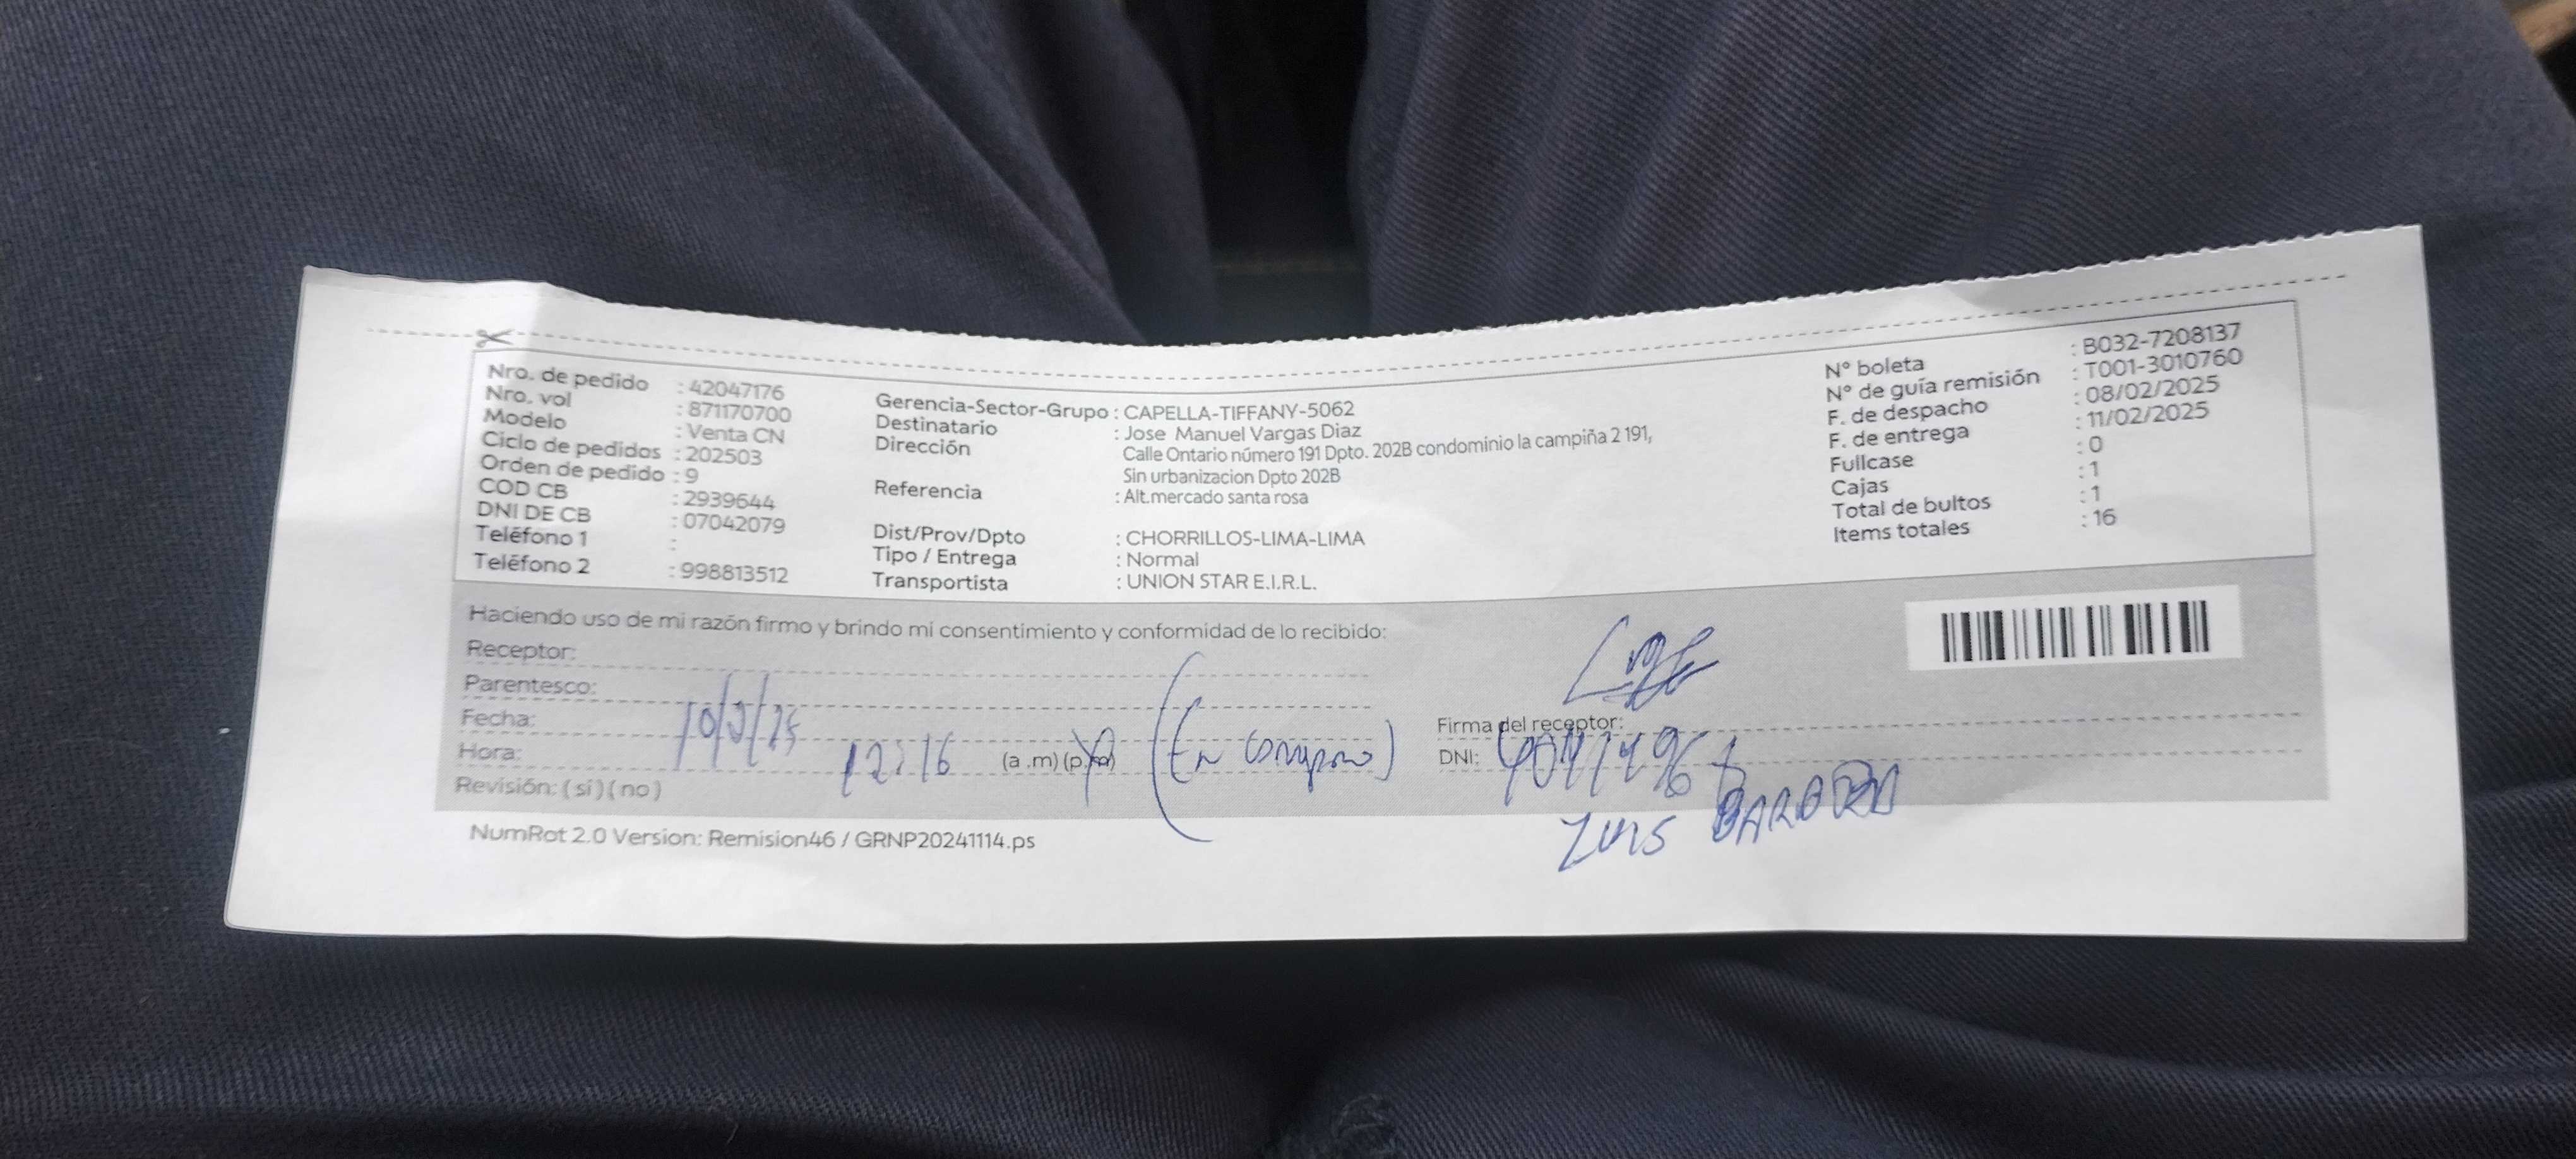 Nro. de pedido : 42047176
Nro. vol : 871170700
Modelo : Venta CN
Ciclo de pedidos : 202503
Orden de pedido : 9
COD CB : 2939644
DNI DE CB : 07042079
Teléfono 1 :
Teléfono 2 : 998813512
Gerencia-Sector-Grupo : CAPELLA-TIFFANY-5062
Destinatario : Jose Manuel Vargas Diaz
Dirección Calle Ontario número 191 Dpto. 202B condominio la campiña 2 191,
Sin urbanizacion Dpto 202B
Referencia : Alt.mercado santa rosa
Dist/Prov/Dpto : CHORRILLOS-LIMA-LIMA
Tipo / Entrega : Normal
Transportista : UNION STAR E.I.R.L.
N° boleta : B032-7208137
N° de guía remisión : T001-3010760
F. de despacho : 08/02/2025
F. de entrega : 11/02/2025
Fullcase : 0
Cajas : 1
Total de bultos : 1
Items totales : 16
Haciendo uso de mi razón firmo y brindo mi consentimiento y conformidad de lo recibido:
Receptor:
Parentesco:
Fecha:
Hora: 12:16 (a .m) (p.m)
Revisión: ( sí ) ( no )
Firma del receptor:
DNI:
LUIS
NumRot 2.0 Version: Remision46 / GRNP20241114.ps